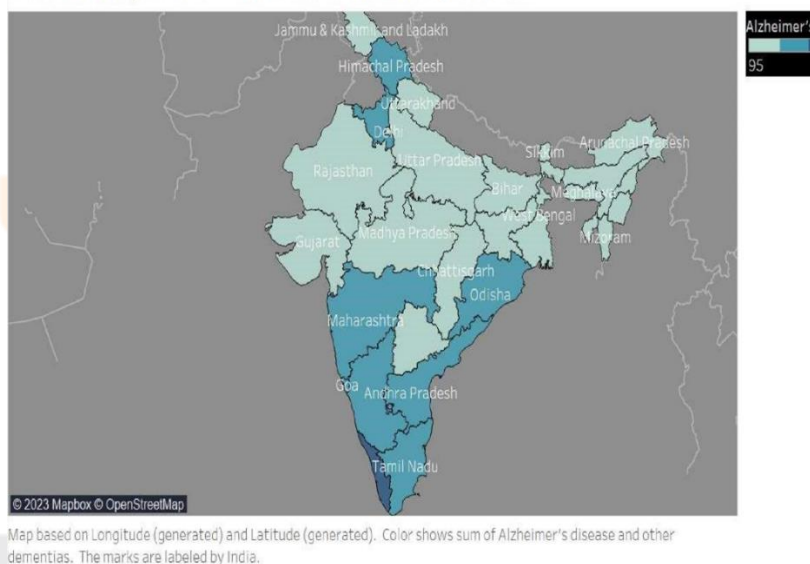 Alzheimer's
95
Jammu & Kashmir and Ladakh
Himachal Pradesh
Uttarakhand
Delhi
Rajasthan
Uttar Pradesh
Sikkim
Arunachal Pradesh
Bihar
Meghalaya
West Bengal
Mizoram
Gujarat
Madhya Pradesh
Chhattisgarh
Odisha
Maharashtra
Goa
Andhra Pradesh
Tamil Nadu
© 2023 Mapbox © OpenStreetMap
Map based on Longitude (generated) and Latitude (generated). Color shows sum of Alzheimer's disease and other
dementias. The marks are labeled by India.